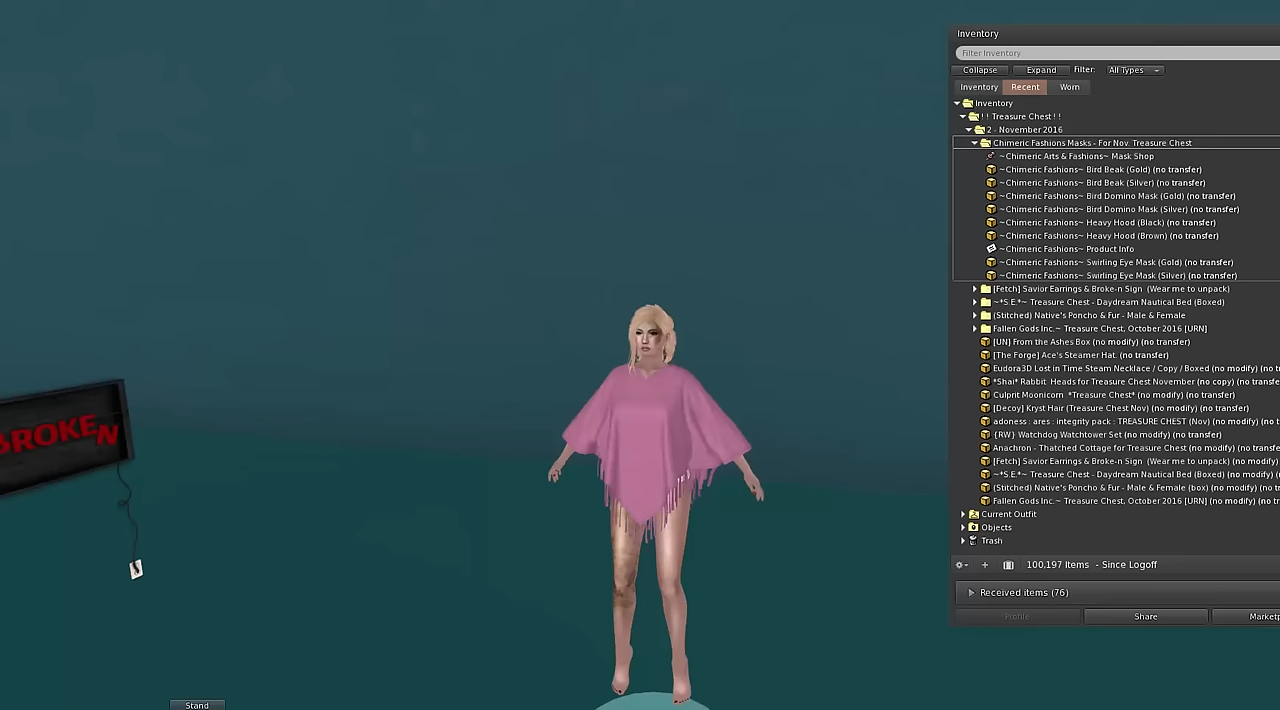 Inventory
Filter Inventory
Collapse Expand Filter: All Types
Inventory Recent Worn
Inventory
! ! Treasure Chest ! !
2 - November 2016
Chimeric Fashions Masks - For Nov. Treasure Chest
~Chimeric Arts & Fashions~ Mask Shop
~Chimeric Fashions~ Bird Beak (Gold) (no transfer)
~Chimeric Fashions~ Bird Beak (Silver) (no transfer)
~Chimeric Fashions~ Bird Domino Mask (Gold) (no transfer)
~Chimeric Fashions~ Bird Domino Mask (Silver) (no transfer)
~Chimeric Fashions~ Heavy Hood (Black) (no transfer)
~Chimeric Fashions~ Heavy Hood (Brown) (no transfer)
~Chimeric Fashions~ Product Info
~Chimeric Fashions~ Swirling Eye Mask (Gold) (no transfer)
~Chimeric Fashions~ Swirling Eye Mask (Silver) (no transfer)
[Fetch] Savior Earrings & Broke-n Sign (Wear me to unpack)
~*S.E.*~ Treasure Chest - Daydream Nautical Bed (Boxed)
(Stitched) Native's Poncho & Fur - Male & Female
Fallen Gods Inc.~ Treasure Chest, October 2016 [URN]
[UN] From the Ashes Box (no modify) (no transfer)
[The Forge] Ace's Steamer Hat. (no transfer)
Eudora3D Lost in Time Steam Necklace / Copy / Boxed (no modify) (no t
*Shai* Rabbit Heads for Treasure Chest November (no copy) (no transfe
Culprit Moonicorn *Treasure Chest* (no modify) (no transfer)
[Decoy] Kryst Hair (Treasure Chest Nov) (no modify) (no transfer)
adoness : ares : integrity pack : TREASURE CHEST (Nov) (no modify) (no
{RW} Watchdog Watchtower Set (no modify) (no transfer)
Anachron - Thatched Cottage for Treasure Chest (no modify) (no transfe
[Fetch] Savior Earrings & Broke-n Sign (Wear me to unpack) (no modify)
~*S.E.*~ Treasure Chest - Daydream Nautical Bed (Boxed) (no modify) (
(Stitched) Native's Poncho & Fur - Male & Female (box) (no modify) (no
Fallen Gods Inc.~ Treasure Chest, October 2016 [URN] (no modify) (no t
Current Outfit
Objects
Trash
100,197 Items - Since Logoff
Received items (76)
Profile Share Marketp
BROKEN
Stand